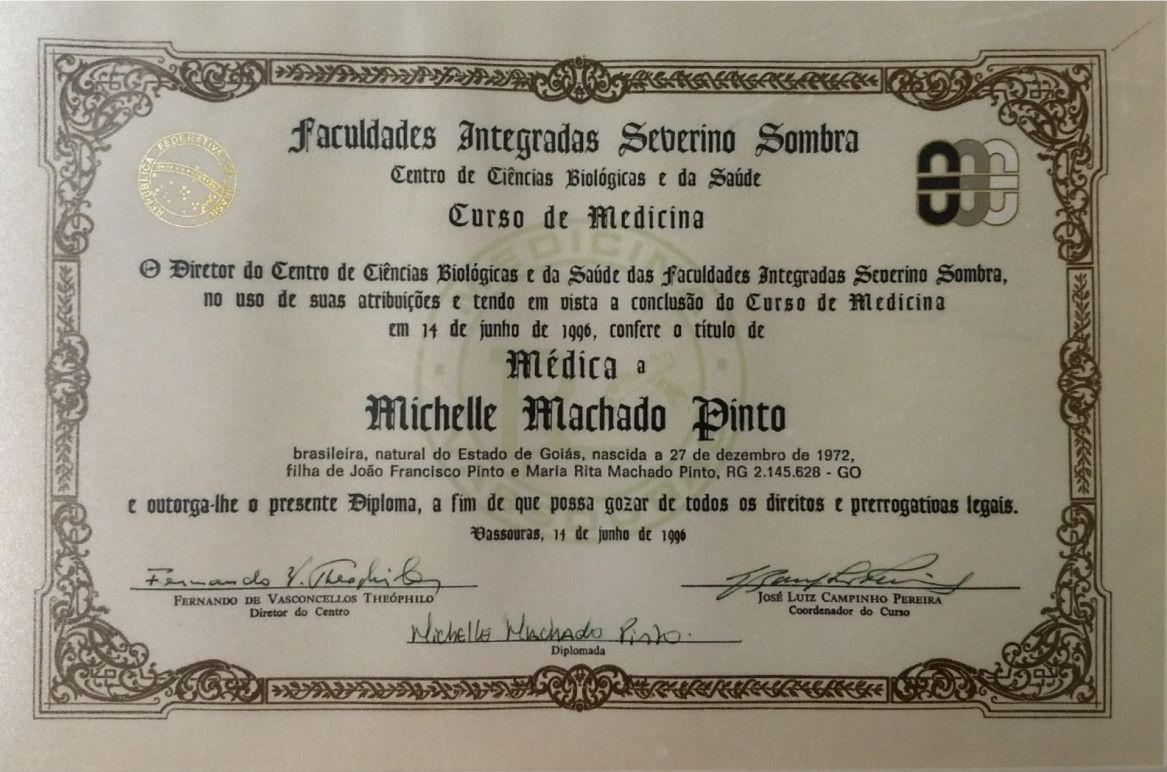 Faculdades Integradas Severino Sombra
Centro de Ciências Biológicas e da Saúde
Curso de Medicina
REPÚBLICA FEDERATIVA DO BRASIL
MEDICINA
O Diretor do Centro de Ciências Biológicas e da Saúde das Faculdades Integradas Severino Sombra,
no uso de suas atribuições e tendo em vista a conclusão do Curso de Medicina
em 14 de junho de 1996, confere o título de
Médica a
Michelle Machado Pinto
brasileira, natural do Estado de Goiás, nascida a 27 de dezembro de 1972,
filha de João Francisco Pinto e Maria Rita Machado Pinto, RG 2.145.628 - GO
e outorga-lhe o presente Diploma, a fim de que possa gozar de todos os direitos e prerrogativas legais.
Vassouras, 14 de junho de 1996
Fernando V. Theophilo
FERNANDO DE VASCONCELLOS THEÓPHILO
Diretor do Centro
JOSÉ LUIZ CAMPINHO PEREIRA
Coordenador do Curso
Michelle Machado Pinto.
Diplomada